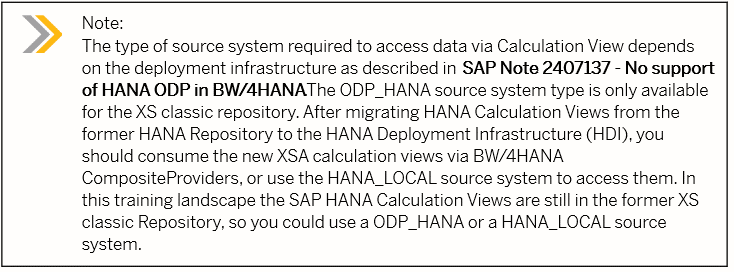 Note:
The type of source system required to access data via Calculation View depends
on the deployment infrastructure as described in SAP Note 2407137 - No support
of HANA ODP in BW/4HANAThe ODP_HANA source system type is only available
for the XS classic repository. After migrating HANA Calculation Views from the
former HANA Repository to the HANA Deployment Infrastructure (HDI), you
should consume the new XSA calculation views via BW/4HANA
CompositeProviders, or use the HANA_LOCAL source system to access them. In
this training landscape the SAP HANA Calculation Views are still in the former XS
classic Repository, so you could use a ODP_HANA or a HANA_LOCAL source
system.